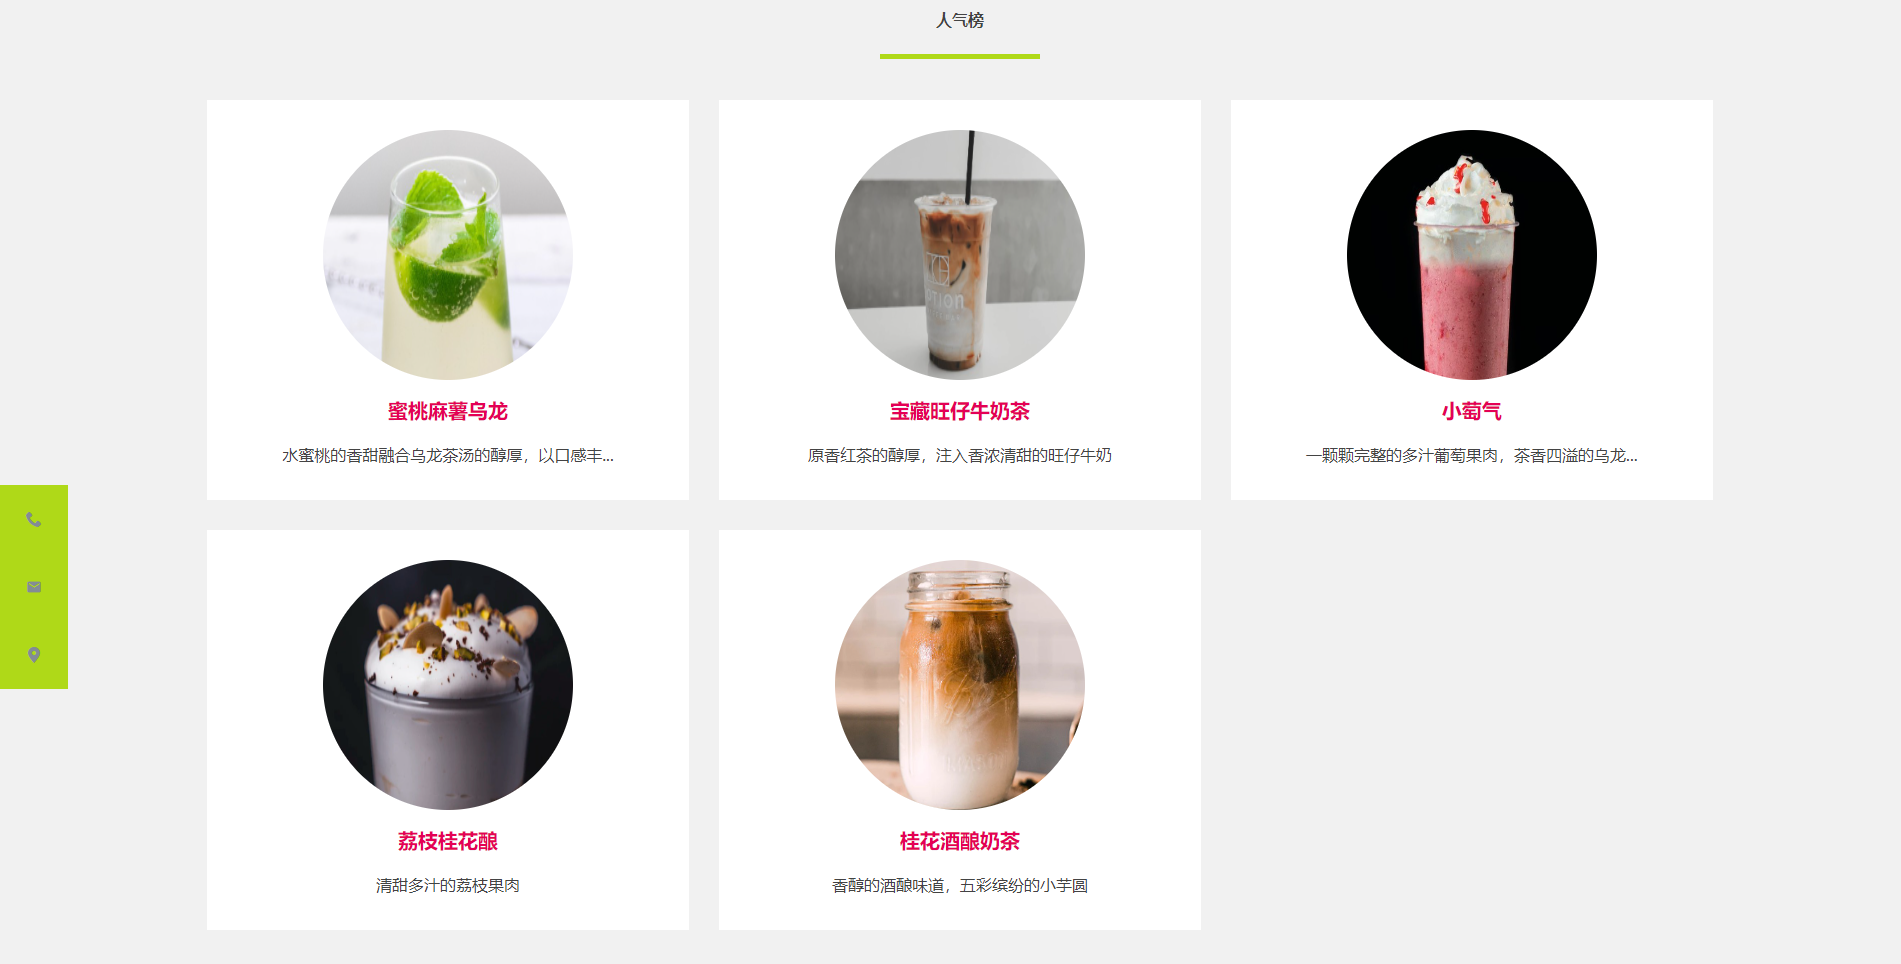 人气榜
蜜桃麻薯乌龙
水蜜桃的香甜融合乌龙茶汤的醇厚，以口感丰...
宝藏旺仔牛奶茶
原香红茶的醇厚，注入香浓清甜的旺仔牛奶
小萄气
一颗颗完整的多汁葡萄果肉，茶香四溢的乌龙...
荔枝桂花酿
清甜多汁的荔枝果肉
桂花酒酿奶茶
香醇的酒酿味道，五彩缤纷的小芋圆